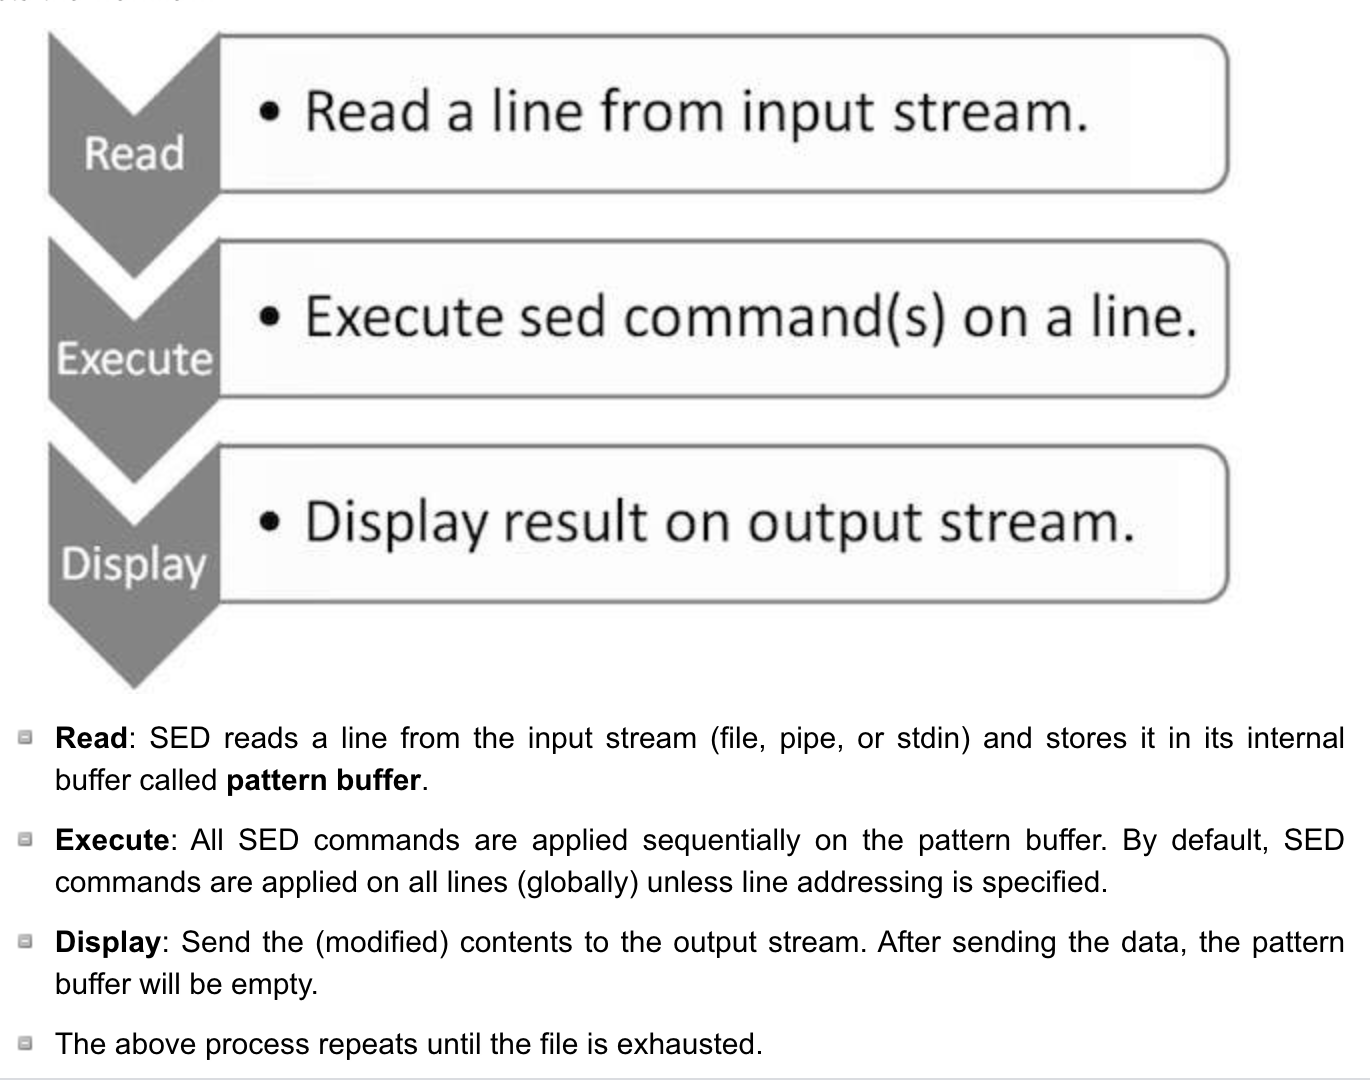 Read
• Read a line from input stream.
Execute
• Execute sed command(s) on a line.
Display
• Display result on output stream.
Read: SED reads a line from the input stream (file, pipe, or stdin) and stores it in its internal
buffer called pattern buffer.
Execute: All SED commands are applied sequentially on the pattern buffer. By default, SED
commands are applied on all lines (globally) unless line addressing is specified.
Display: Send the (modified) contents to the output stream. After sending the data, the pattern
buffer will be empty.
The above process repeats until the file is exhausted.